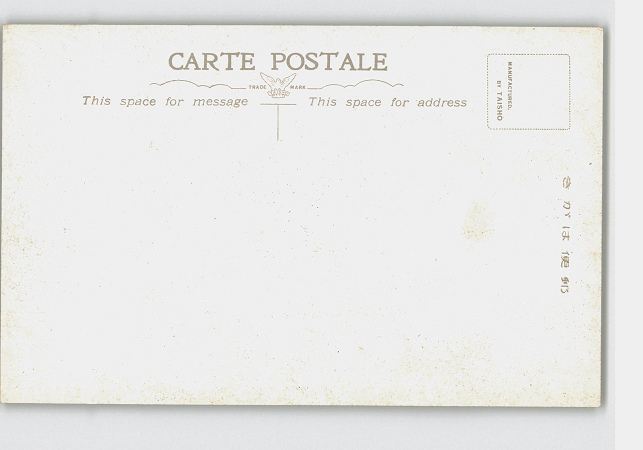 CARTE POSTALE
TRADE MARK
This space for message
This space for address
MANUFACTURED.
BY TAISHO
郵便はがき